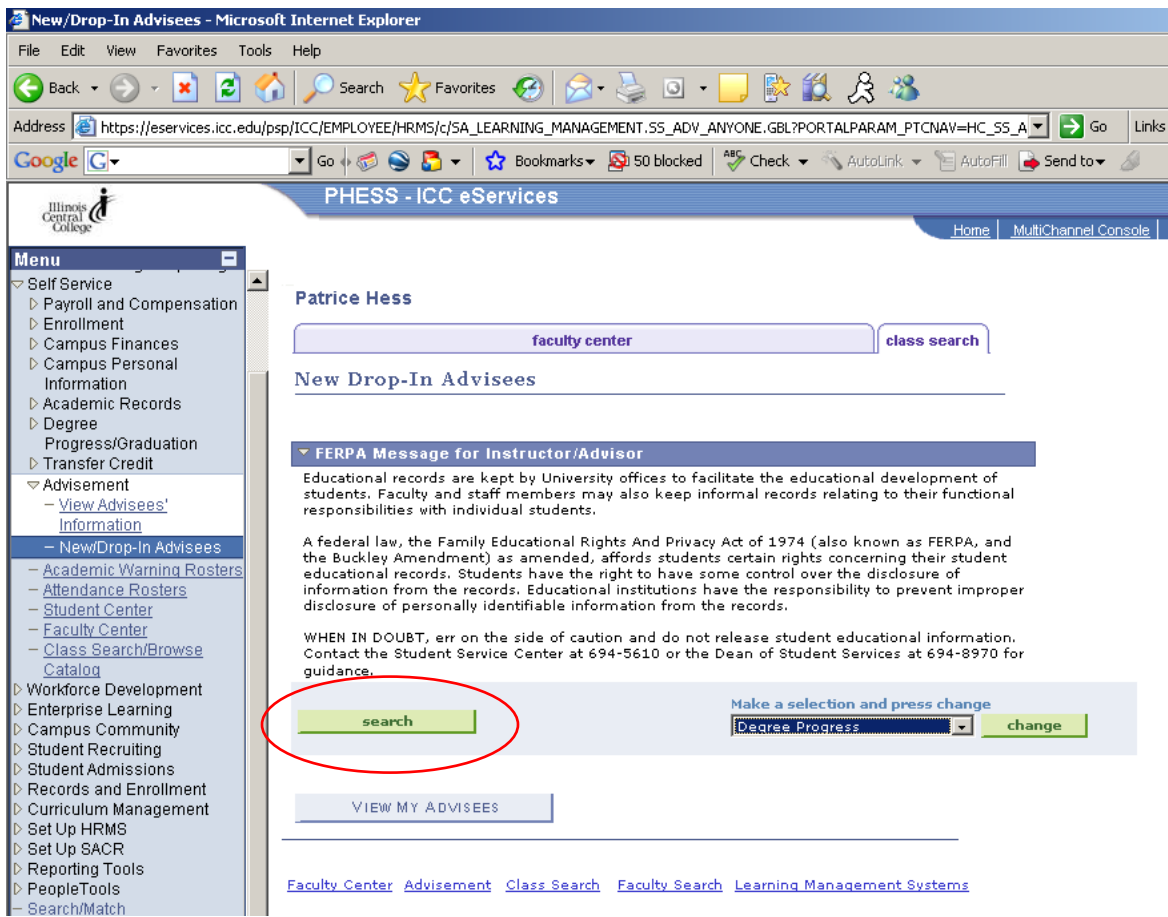 New/Drop-In Advisees - Microsoft Internet Explorer
File Edit View Favorites Tools Help
Back Search Favorites
Address https://eservices.icc.edu/psp/ICC/EMPLOYEE/HRMS/c/SA_LEARNING_MANAGEMENT.SS_ADV_ANYONE.GBL?PORTALPARAM_PTCNAV=HC_SS_A Go Links
Google G Go Bookmarks 50 blocked ABC Check AutoLink AutoFill Send to
Illinois
Central
College
PHESS - ICC eServices
Home MultiChannel Console
Menu
Self Service
Payroll and Compensation
Enrollment
Campus Finances
Campus Personal
Information
Academic Records
Degree
Progress/Graduation
Transfer Credit
Advisement
View Advisees'
Information
New/Drop-In Advisees
Academic Warning Rosters
Attendance Rosters
Student Center
Faculty Center
Class Search/Browse
Catalog
Workforce Development
Enterprise Learning
Campus Community
Student Recruiting
Student Admissions
Records and Enrollment
Curriculum Management
Set Up HRMS
Set Up SACR
Reporting Tools
PeopleTools
Search/Match
Patrice Hess
faculty center class search
New Drop-In Advisees
FERPA Message for Instructor/Advisor
Educational records are kept by University offices to facilitate the educational development of
students. Faculty and staff members may also keep informal records relating to their functional
responsibilities with individual students.
A federal law, the Family Educational Rights And Privacy Act of 1974 (also known as FERPA, and
the Buckley Amendment) as amended, affords students certain rights concerning their student
educational records. Students have the right to have some control over the disclosure of
information from the records. Educational institutions have the responsibility to prevent improper
disclosure of personally identifiable information from the records.
WHEN IN DOUBT, err on the side of caution and do not release student educational information.
Contact the Student Service Center at 694-5610 or the Dean of Student Services at 694-8970 for
guidance.
Make a selection and press change
search Degree Progress change
VIEW MY ADVISEES
Faculty Center Advisement Class Search Faculty Search Learning Management Systems